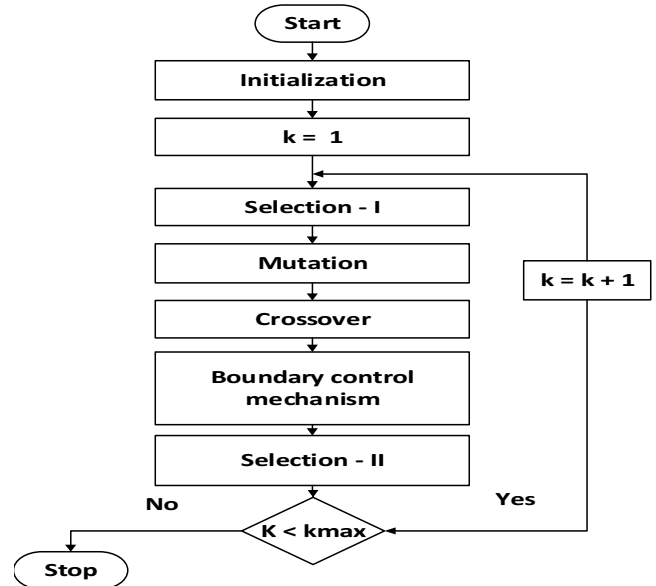 Start
Initialization
k = 1
Selection - I
Mutation
k = k + 1
Crossover
Boundary control
mechanism
Selection - II
No
Yes
K < kmax
Stop